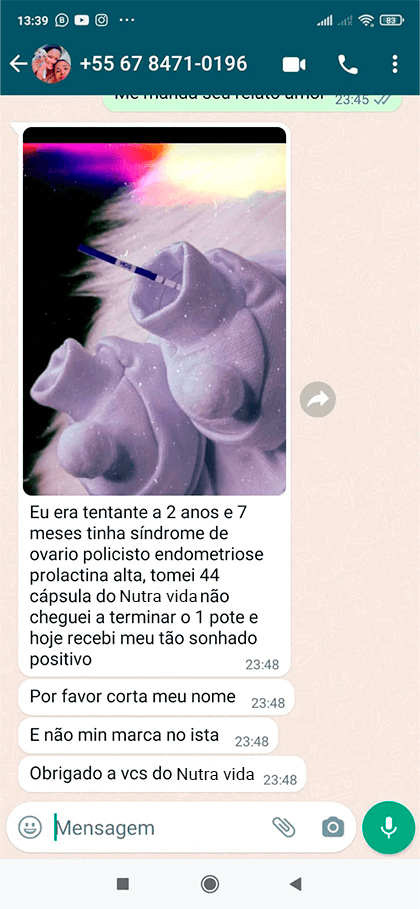 13:39
83
+55 67 8471-0196
Me manda seu relato amor 23:45
HCG
Eu era tentante a 2 anos e 7
meses tinha síndrome de
ovario policisto endometriose
prolactina alta, tomei 44
cápsula do Nutra vida não
cheguei a terminar o 1 pote e
hoje recebi meu tão sonhado
positivo
23:48
Por favor corta meu nome 23:48
E não min marca no ista 23:48
Obrigado a vcs do Nutra vida 23:48
Mensagem